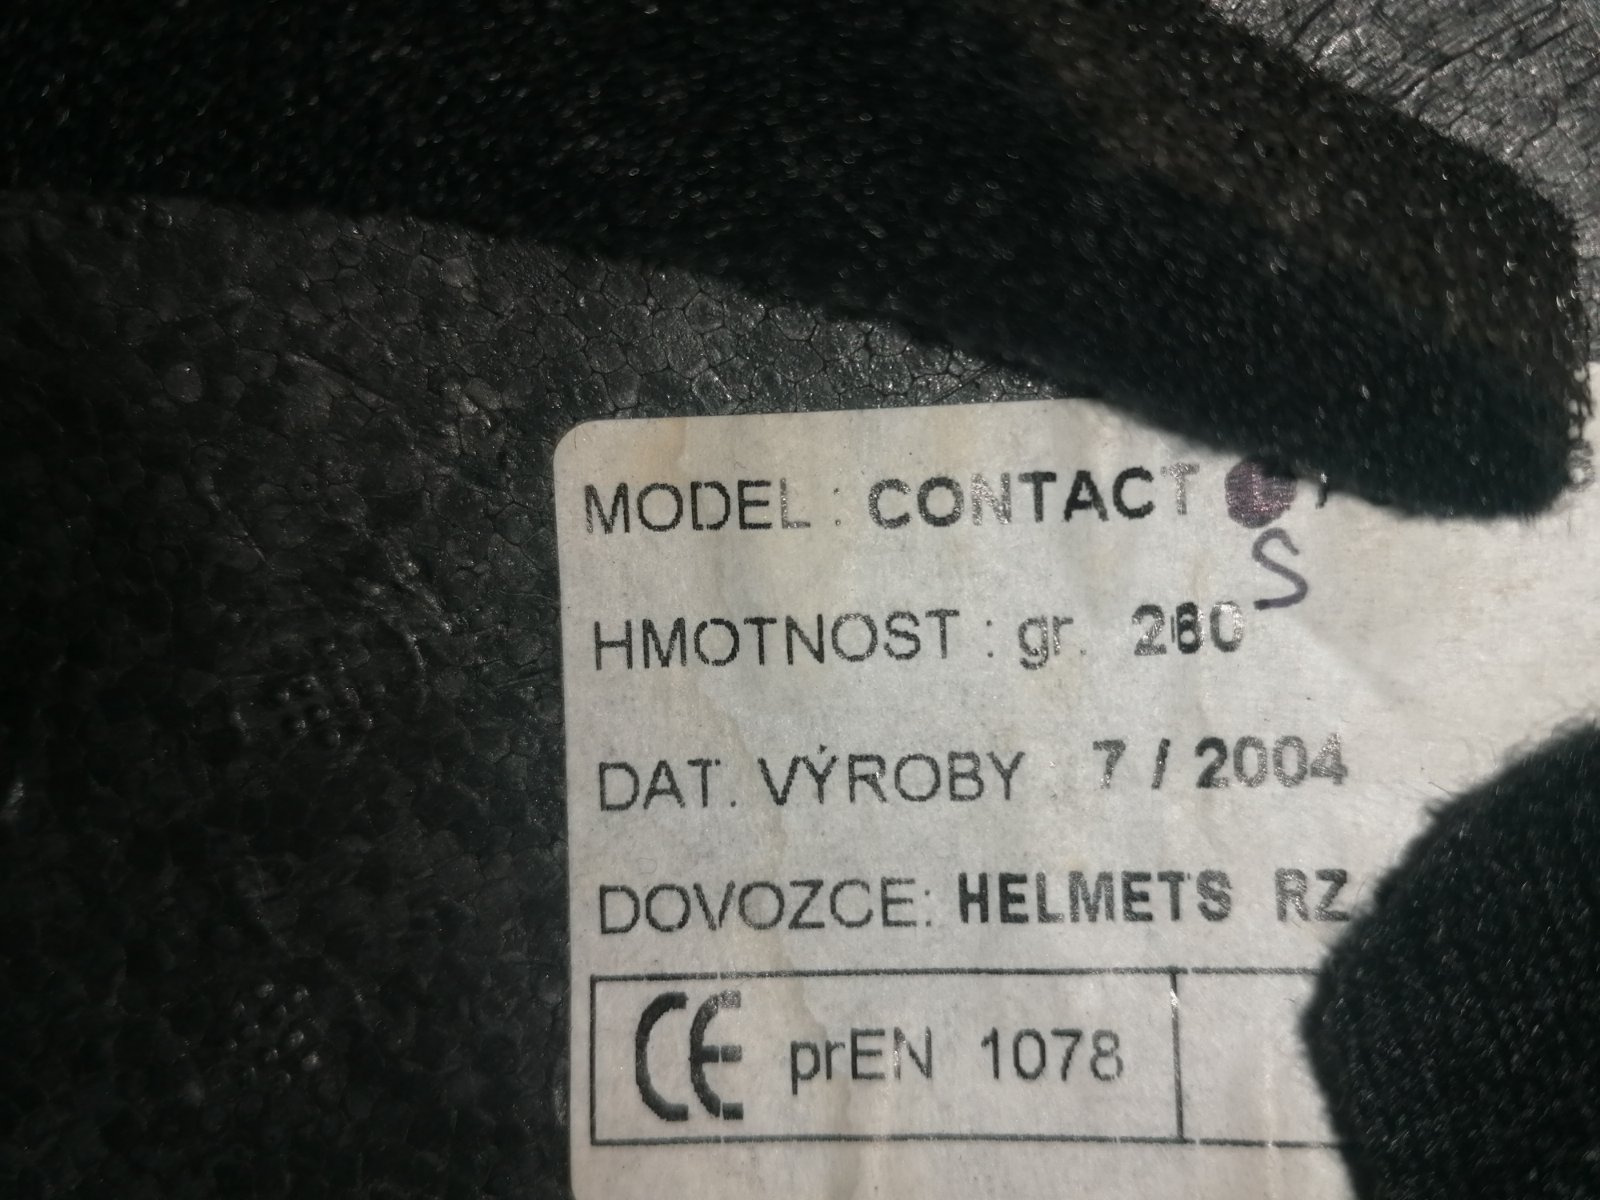 MODEL : CONTACT
S
HMOTNOST : gr. 260
DAT. VÝROBY 7 / 2004
DOVOZCE: HELMETS RZ
CE prEN 1078